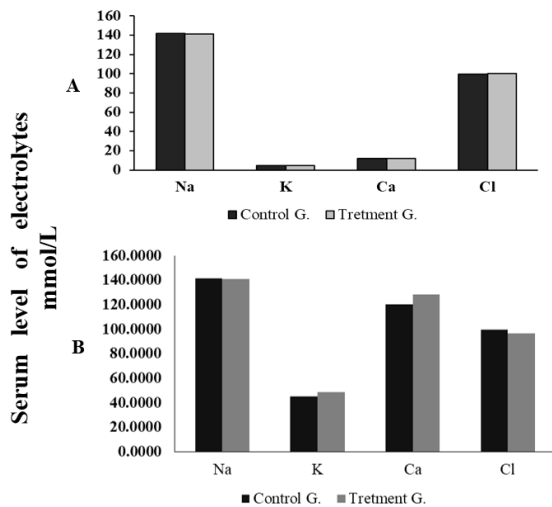 Serum level of electrolytes
mmol/L
A
160
140
120
100
80
60
40
20
0
Na K Ca Cl
Control G. Tretment G.
B
160.0000
140.0000
120.0000
100.0000
80.0000
60.0000
40.0000
20.0000
0.0000
Na K Ca Cl
Control G. Tretment G.